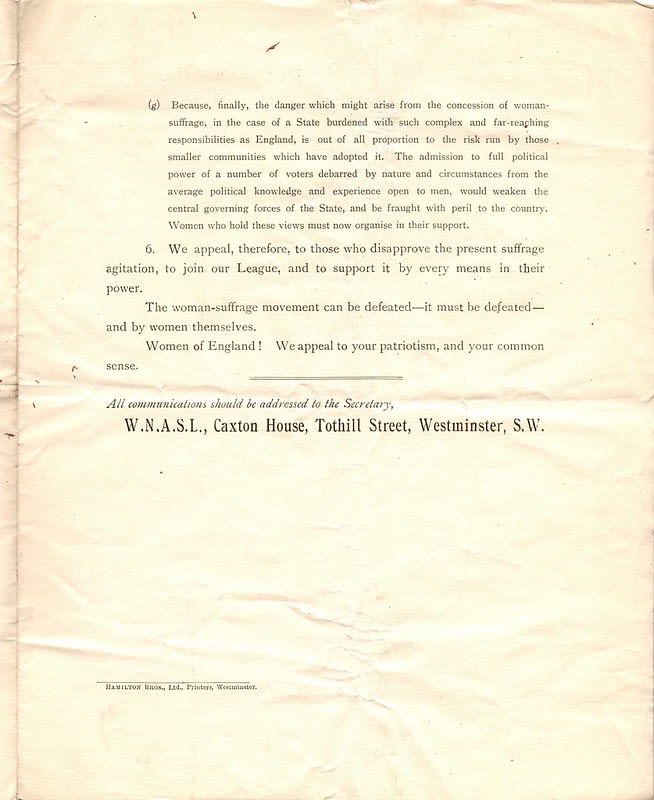 (g) Because, finally, the danger which might arise from the concession of woman-
suffrage, in the case of a State burdened with such complex and far-reaching
responsibilities as England, is out of all proportion to the risk run by those
smaller communities which have adopted it. The admission to full political
power of a number of voters debarred by nature and circumstances from the
average political knowledge and experience open to men, would weaken the
central governing forces of the State, and be fraught with peril to the country.
Women who hold these views must now organise in their support.
6. We appeal, therefore, to those who disapprove the present suffrage
agitation, to join our League, and to support it by every means in their
power.
The woman-suffrage movement can be defeated—it must be defeated—
and by women themselves.
Women of England! We appeal to your patriotism, and your common
sense.
All communications should be addressed to the Secretary,
W.N.A.S.L., Caxton House, Tothill Street, Westminster, S.W.
HAMILTON BROS., Ltd., Printers, Westminster.